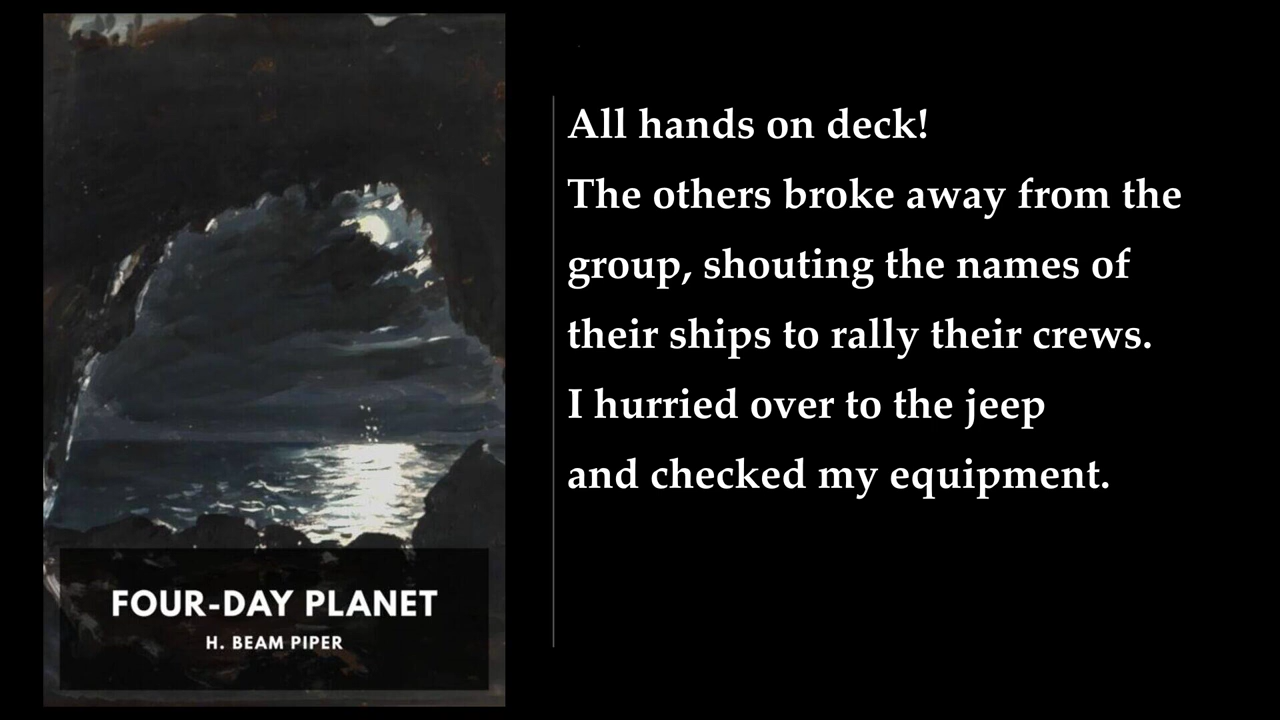 FOUR-DAY PLANET
H. BEAM PIPER
All hands on deck!
The others broke away from the
group, shouting the names of
their ships to rally their crews.
I hurried over to the jeep
and checked my equipment.